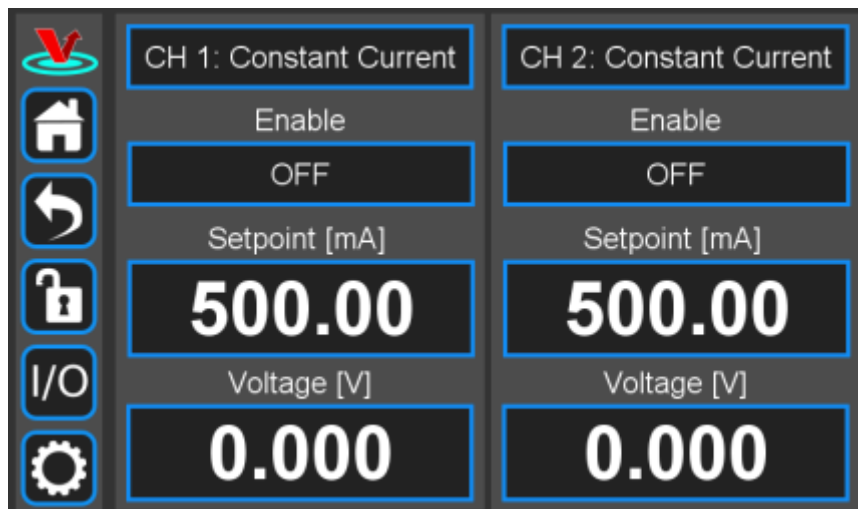 CH 1: Constant Current
Enable
OFF
Setpoint [mA]
500.00
Voltage [V]
0.000
CH 2: Constant Current
Enable
OFF
Setpoint [mA]
500.00
Voltage [V]
0.000
I/O